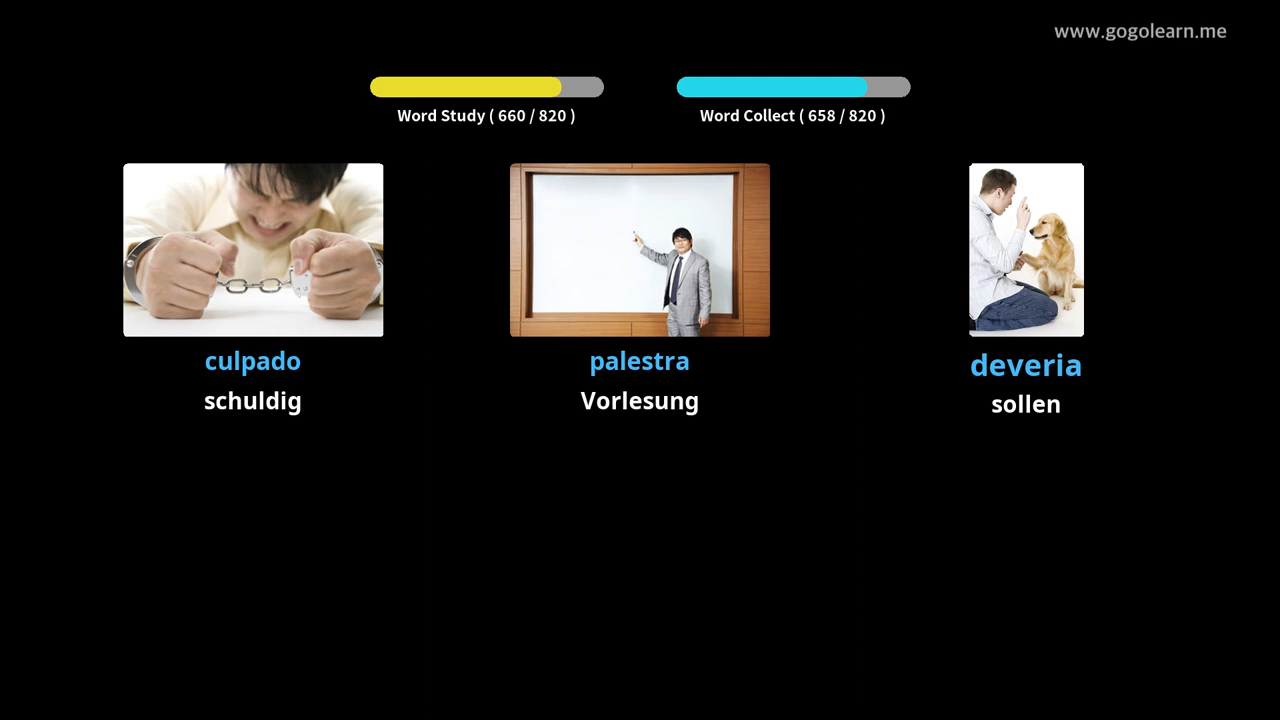 www.gogolearn.me
Word Study ( 660 / 820 )
Word Collect ( 658 / 820 )
culpado
schuldig
palestra
Vorlesung
deveria
sollen